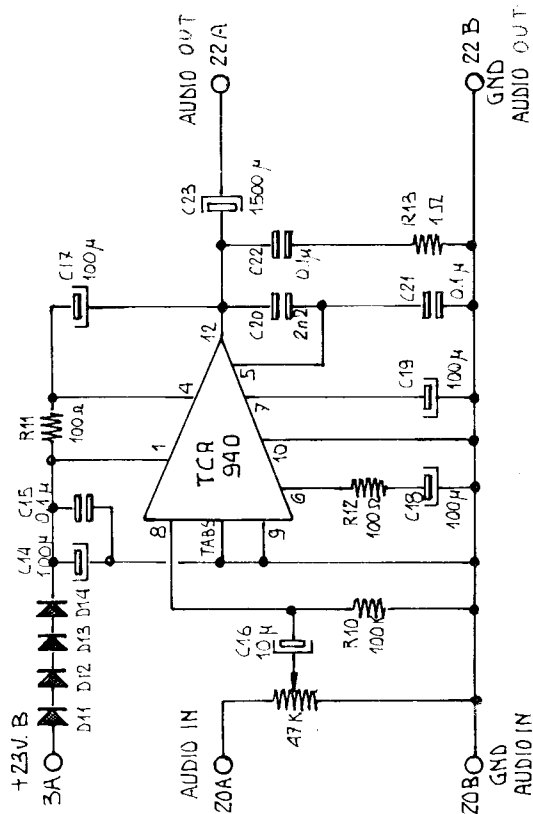 +23V.B
3A
D11
D12
D13
D14
C14
100µ
C15
0.1µ
R11
100Ω
C17
100µ
AUDIO IN
20A
47K
C16
10µ
R10
100K
8
TABS
9
TCA
940
1
4
12
5
7
10
6
R12
100Ω
C18
100µ
C19
100µ
C20
2n2
C21
0.1µ
C22
0.1µ
R13
1Ω
C23
1500µ
AUDIO OUT
22A
20B
GND
AUDIO IN
22B
GND
AUDIO OUT